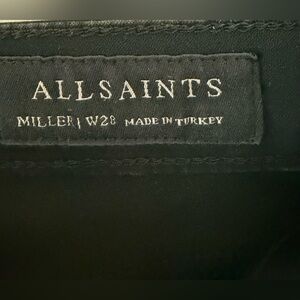 ALLSAINTS
MILLER | W28 MADE IN TURKEY